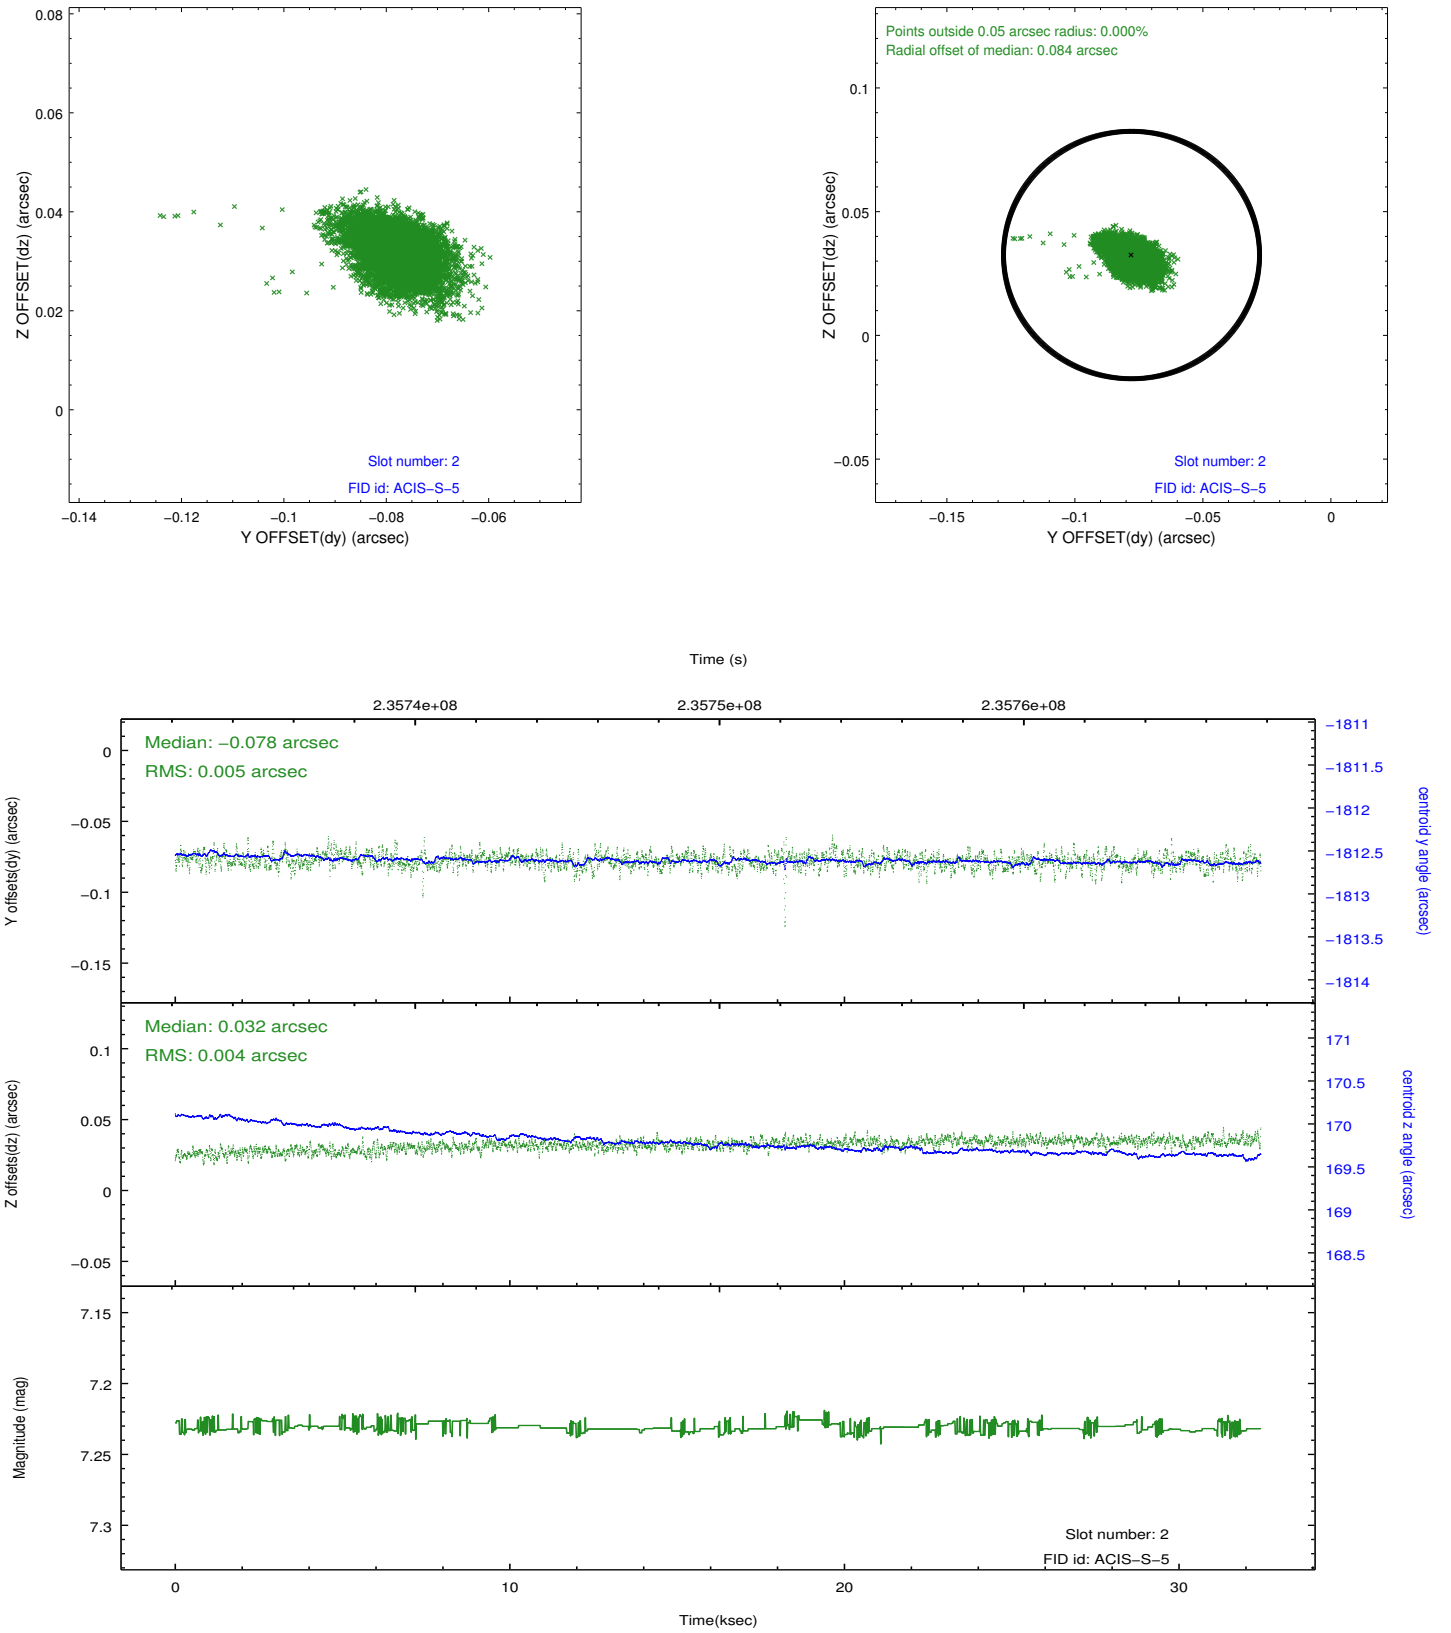 0.08
0.06
0.04
0.02
0
Z OFFSET(dz) (arcsec)
Slot number: 2
FID id: ACIS−S−5
−0.14
−0.12
−0.1
−0.08
−0.06
Y OFFSET(dy) (arcsec)
Points outside 0.05 arcsec radius: 0.000%
Radial offset of median: 0.084 arcsec
0.1
0.05
0
−0.05
Z OFFSET(dz) (arcsec)
Slot number: 2
FID id: ACIS−S−5
−0.15
−0.1
−0.05
0
Y OFFSET(dy) (arcsec)
Time (s)
2.3574e+08
2.3575e+08
2.3576e+08
Median: −0.078 arcsec
RMS: 0.005 arcsec
0
−0.05
−0.1
−0.15
Y offsets(dy) (arcsec)
−1811
−1811.5
−1812
−1812.5
−1813
−1813.5
−1814
centroid y angle (arcsec)
Median: 0.032 arcsec
RMS: 0.004 arcsec
0.1
0.05
0
−0.05
Z offsets(dz) (arcsec)
171
170.5
170
169.5
169
168.5
centroid z angle (arcsec)
7.15
7.2
7.25
7.3
Magnitude (mag)
Slot number: 2
FID id: ACIS−S−5
0
10
20
30
Time(ksec)